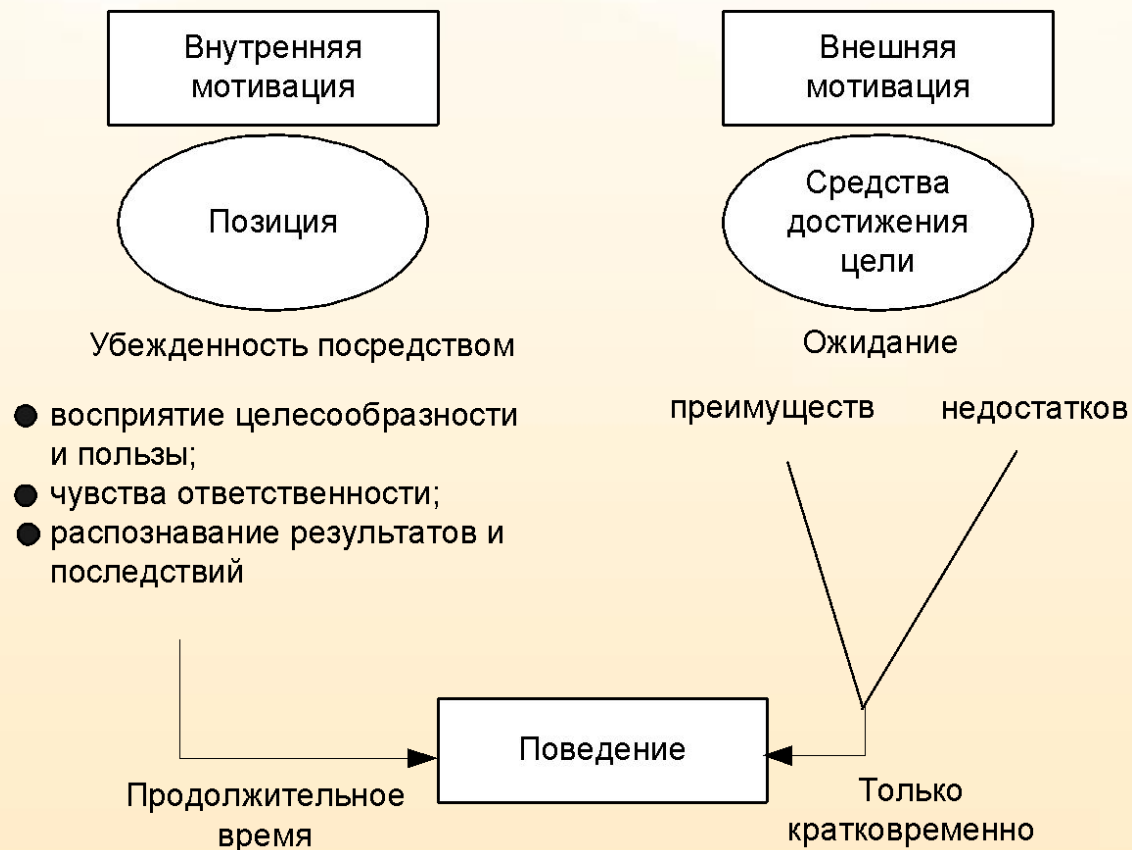 Внутренняя
мотивация
Позиция
Убежденность посредством
● восприятие целесообразности
и пользы;
● чувства ответственности;
● распознавание результатов и
последствий
Продолжительное
время
Внешняя
мотивация
Средства
достижения
цели
Ожидание
преимуществ недостатков
Только
кратковременно
Поведение